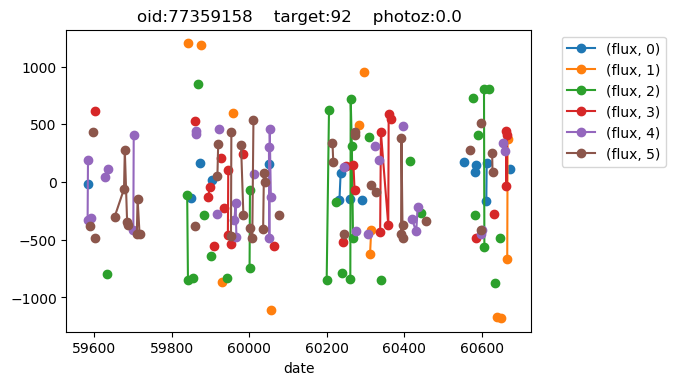 oid:77359158    target:92    photoz:0.0
1000
500
0
−500
−1000
59600
59800
60000
60200
60400
60600
date
(flux, 0)
(flux, 1)
(flux, 2)
(flux, 3)
(flux, 4)
(flux, 5)